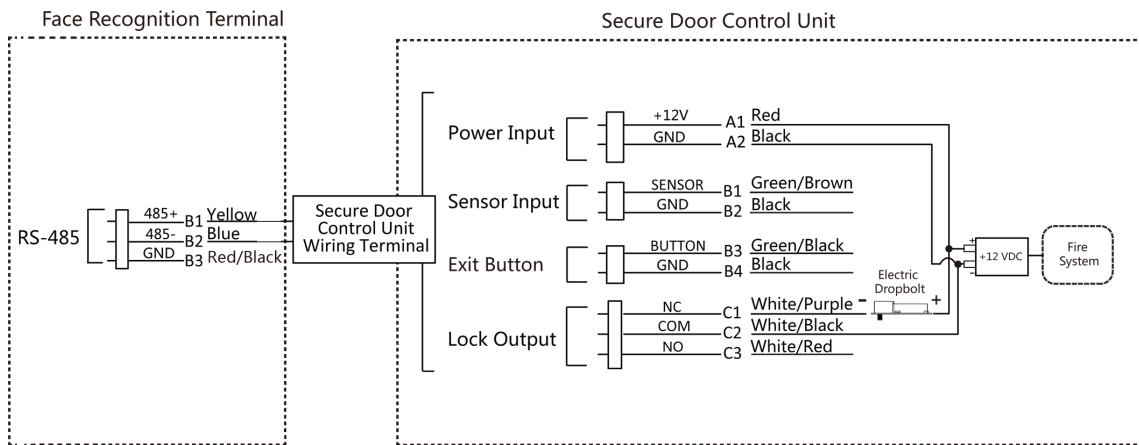 Face Recognition Terminal
Secure Door Control Unit
RS-485
485+ B1 Yellow
485- B2 Blue
GND B3 Red/Black
Secure Door
Control Unit
Wiring Terminal
Power Input
+12V A1 Red
GND A2 Black
Sensor Input
SENSOR B1 Green/Brown
GND B2 Black
Exit Button
BUTTON B3 Green/Black
GND B4 Black
Lock Output
NC C1 White/Purple
COM C2 White/Black
NO C3 White/Red
Electric
Dropbolt
- +
+
+12 VDC
-
Fire
System